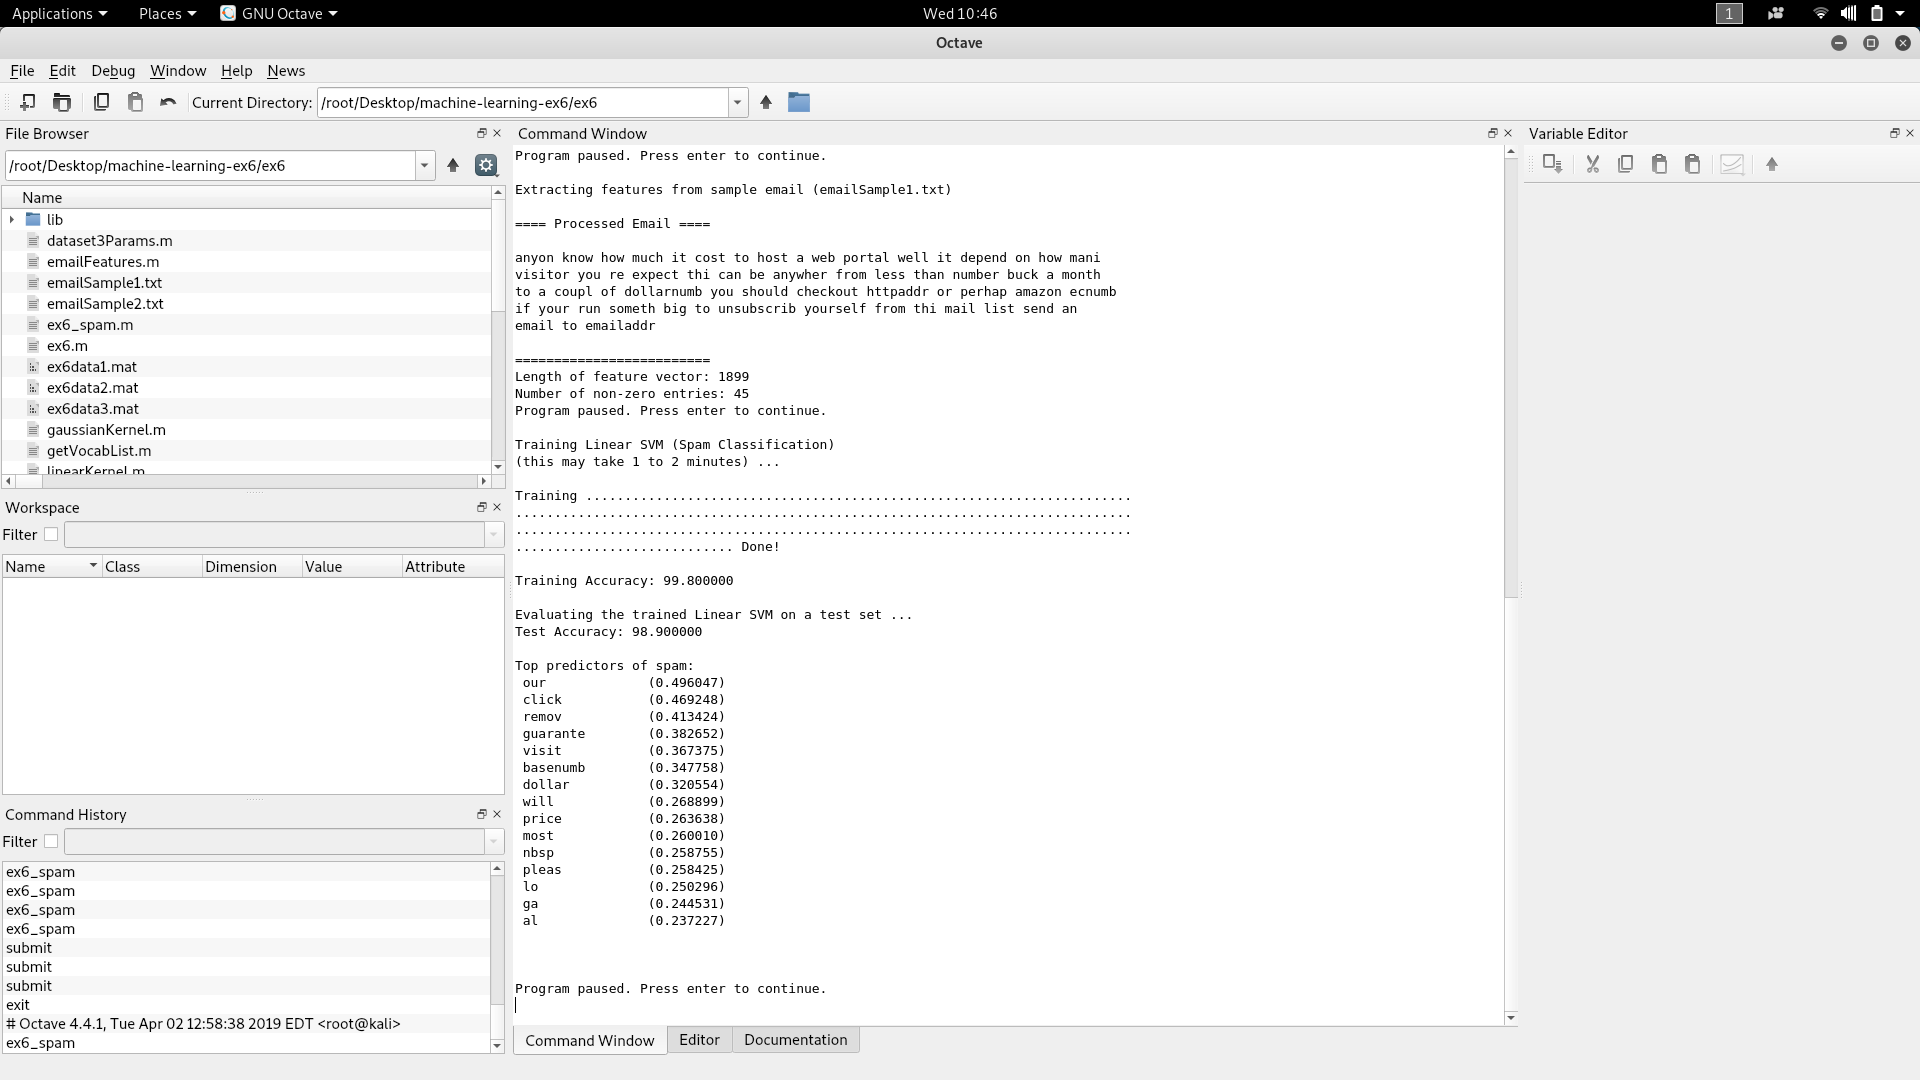 Applications Places GNU Octave Wed 10:46 1
Octave
File Edit Debug Window Help News
Current Directory: /root/Desktop/machine-learning-ex6/ex6
File Browser
/root/Desktop/machine-learning-ex6/ex6
Name
lib
dataset3Params.m
emailFeatures.m
emailSample1.txt
emailSample2.txt
ex6_spam.m
ex6.m
ex6data1.mat
ex6data2.mat
ex6data3.mat
gaussianKernel.m
getVocabList.m
linearKernel.m
Workspace
Filter
Name Class Dimension Value Attribute
Command History
Filter
ex6_spam
ex6_spam
ex6_spam
ex6_spam
submit
submit
submit
exit
# Octave 4.4.1, Tue Apr 02 12:58:38 2019 EDT <root@kali>
ex6_spam
Command Window
Program paused. Press enter to continue.
Extracting features from sample email (emailSample1.txt)
==== Processed Email ====
anyon know how much it cost to host a web portal well it depend on how mani
visitor you re expect thi can be anywher from less than number buck a month
to a coupl of dollarnumb you should checkout httpaddr or perhap amazon ecnumb
if your run someth big to unsubscrib yourself from thi mail list send an
email to emailaddr
=========================
Length of feature vector: 1899
Number of non-zero entries: 45
Program paused. Press enter to continue.
Training Linear SVM (Spam Classification)
(this may take 1 to 2 minutes) ...
Training ......................................................................
...............................................................................
...............................................................................
............................ Done!
Training Accuracy: 99.800000
Evaluating the trained Linear SVM on a test set ...
Test Accuracy: 98.900000
Top predictors of spam:
our (0.496047)
click (0.469248)
remov (0.413424)
guarante (0.382652)
visit (0.367375)
basenumb (0.347758)
dollar (0.320554)
will (0.268899)
price (0.263638)
most (0.260010)
nbsp (0.258755)
pleas (0.258425)
lo (0.250296)
ga (0.244531)
al (0.237227)
Program paused. Press enter to continue.
Command Window Editor Documentation
Variable Editor